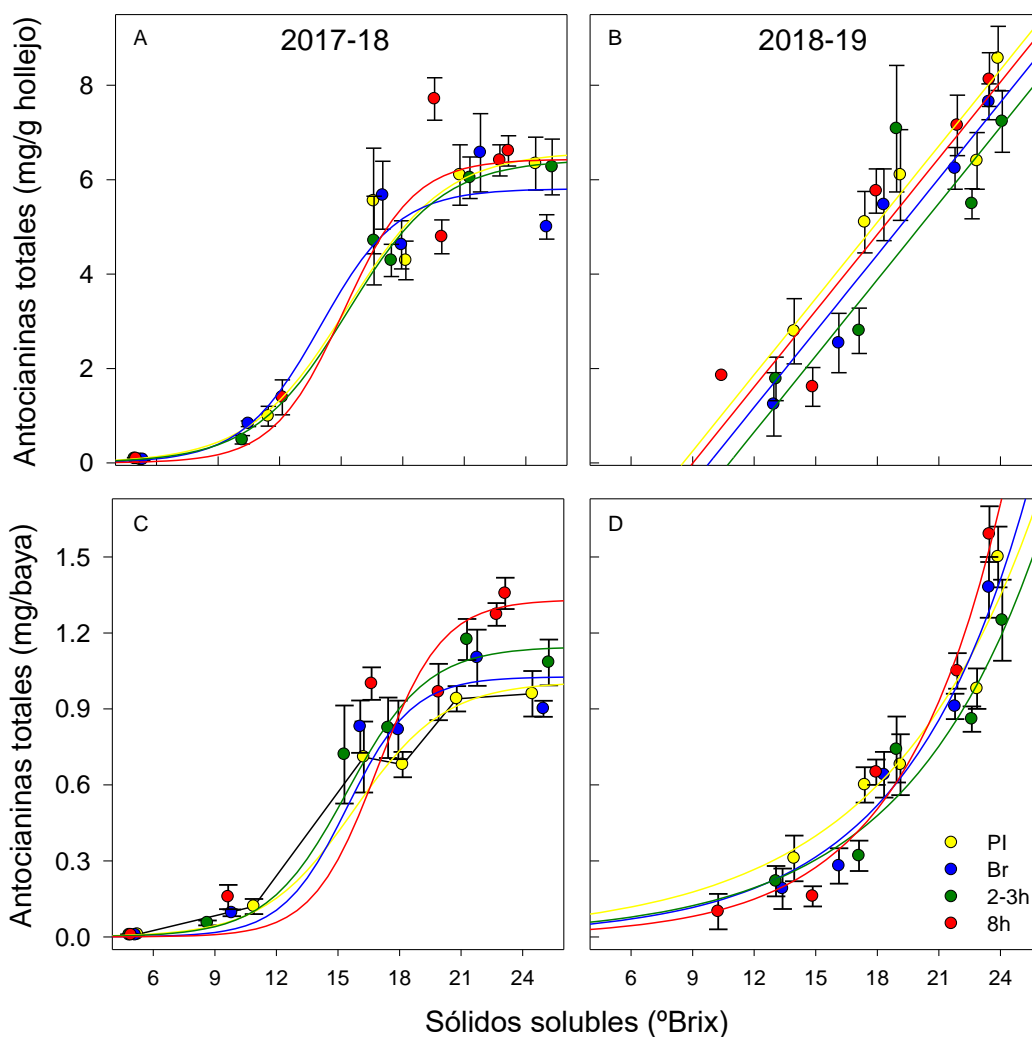 2017-18
2018-19
A
B
Antocianinas totales (mg/g hollejo)
8
6
4
2
0
C
D
Antocianinas totales (mg/baya)
1.5
1.2
0.9
0.6
0.3
0.0
PI
Br
2-3h
8h
6 9 12 15 18 21 24
6 9 12 15 18 21 24
Sólidos solubles (ºBrix)